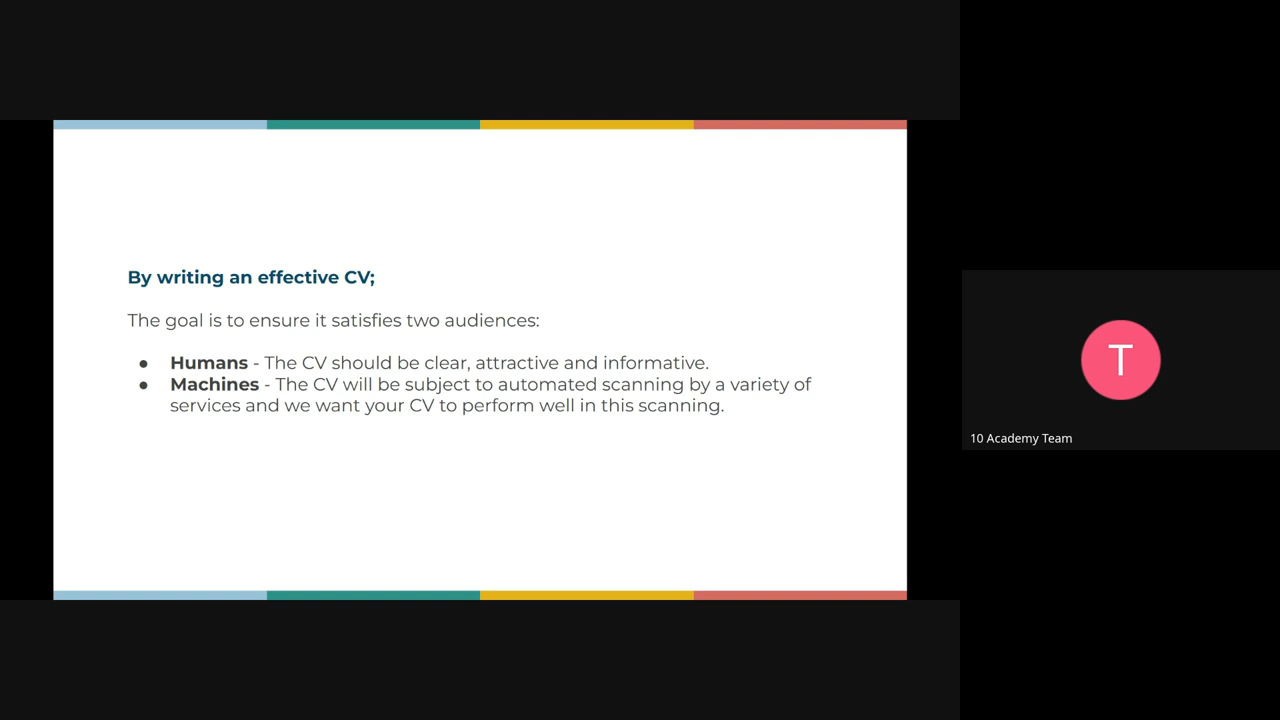 By writing an effective CV;
The goal is to ensure it satisfies two audiences:
● Humans - The CV should be clear, attractive and informative.
● Machines - The CV will be subject to automated scanning by a variety of
services and we want your CV to perform well in this scanning.
T
10 Academy Team